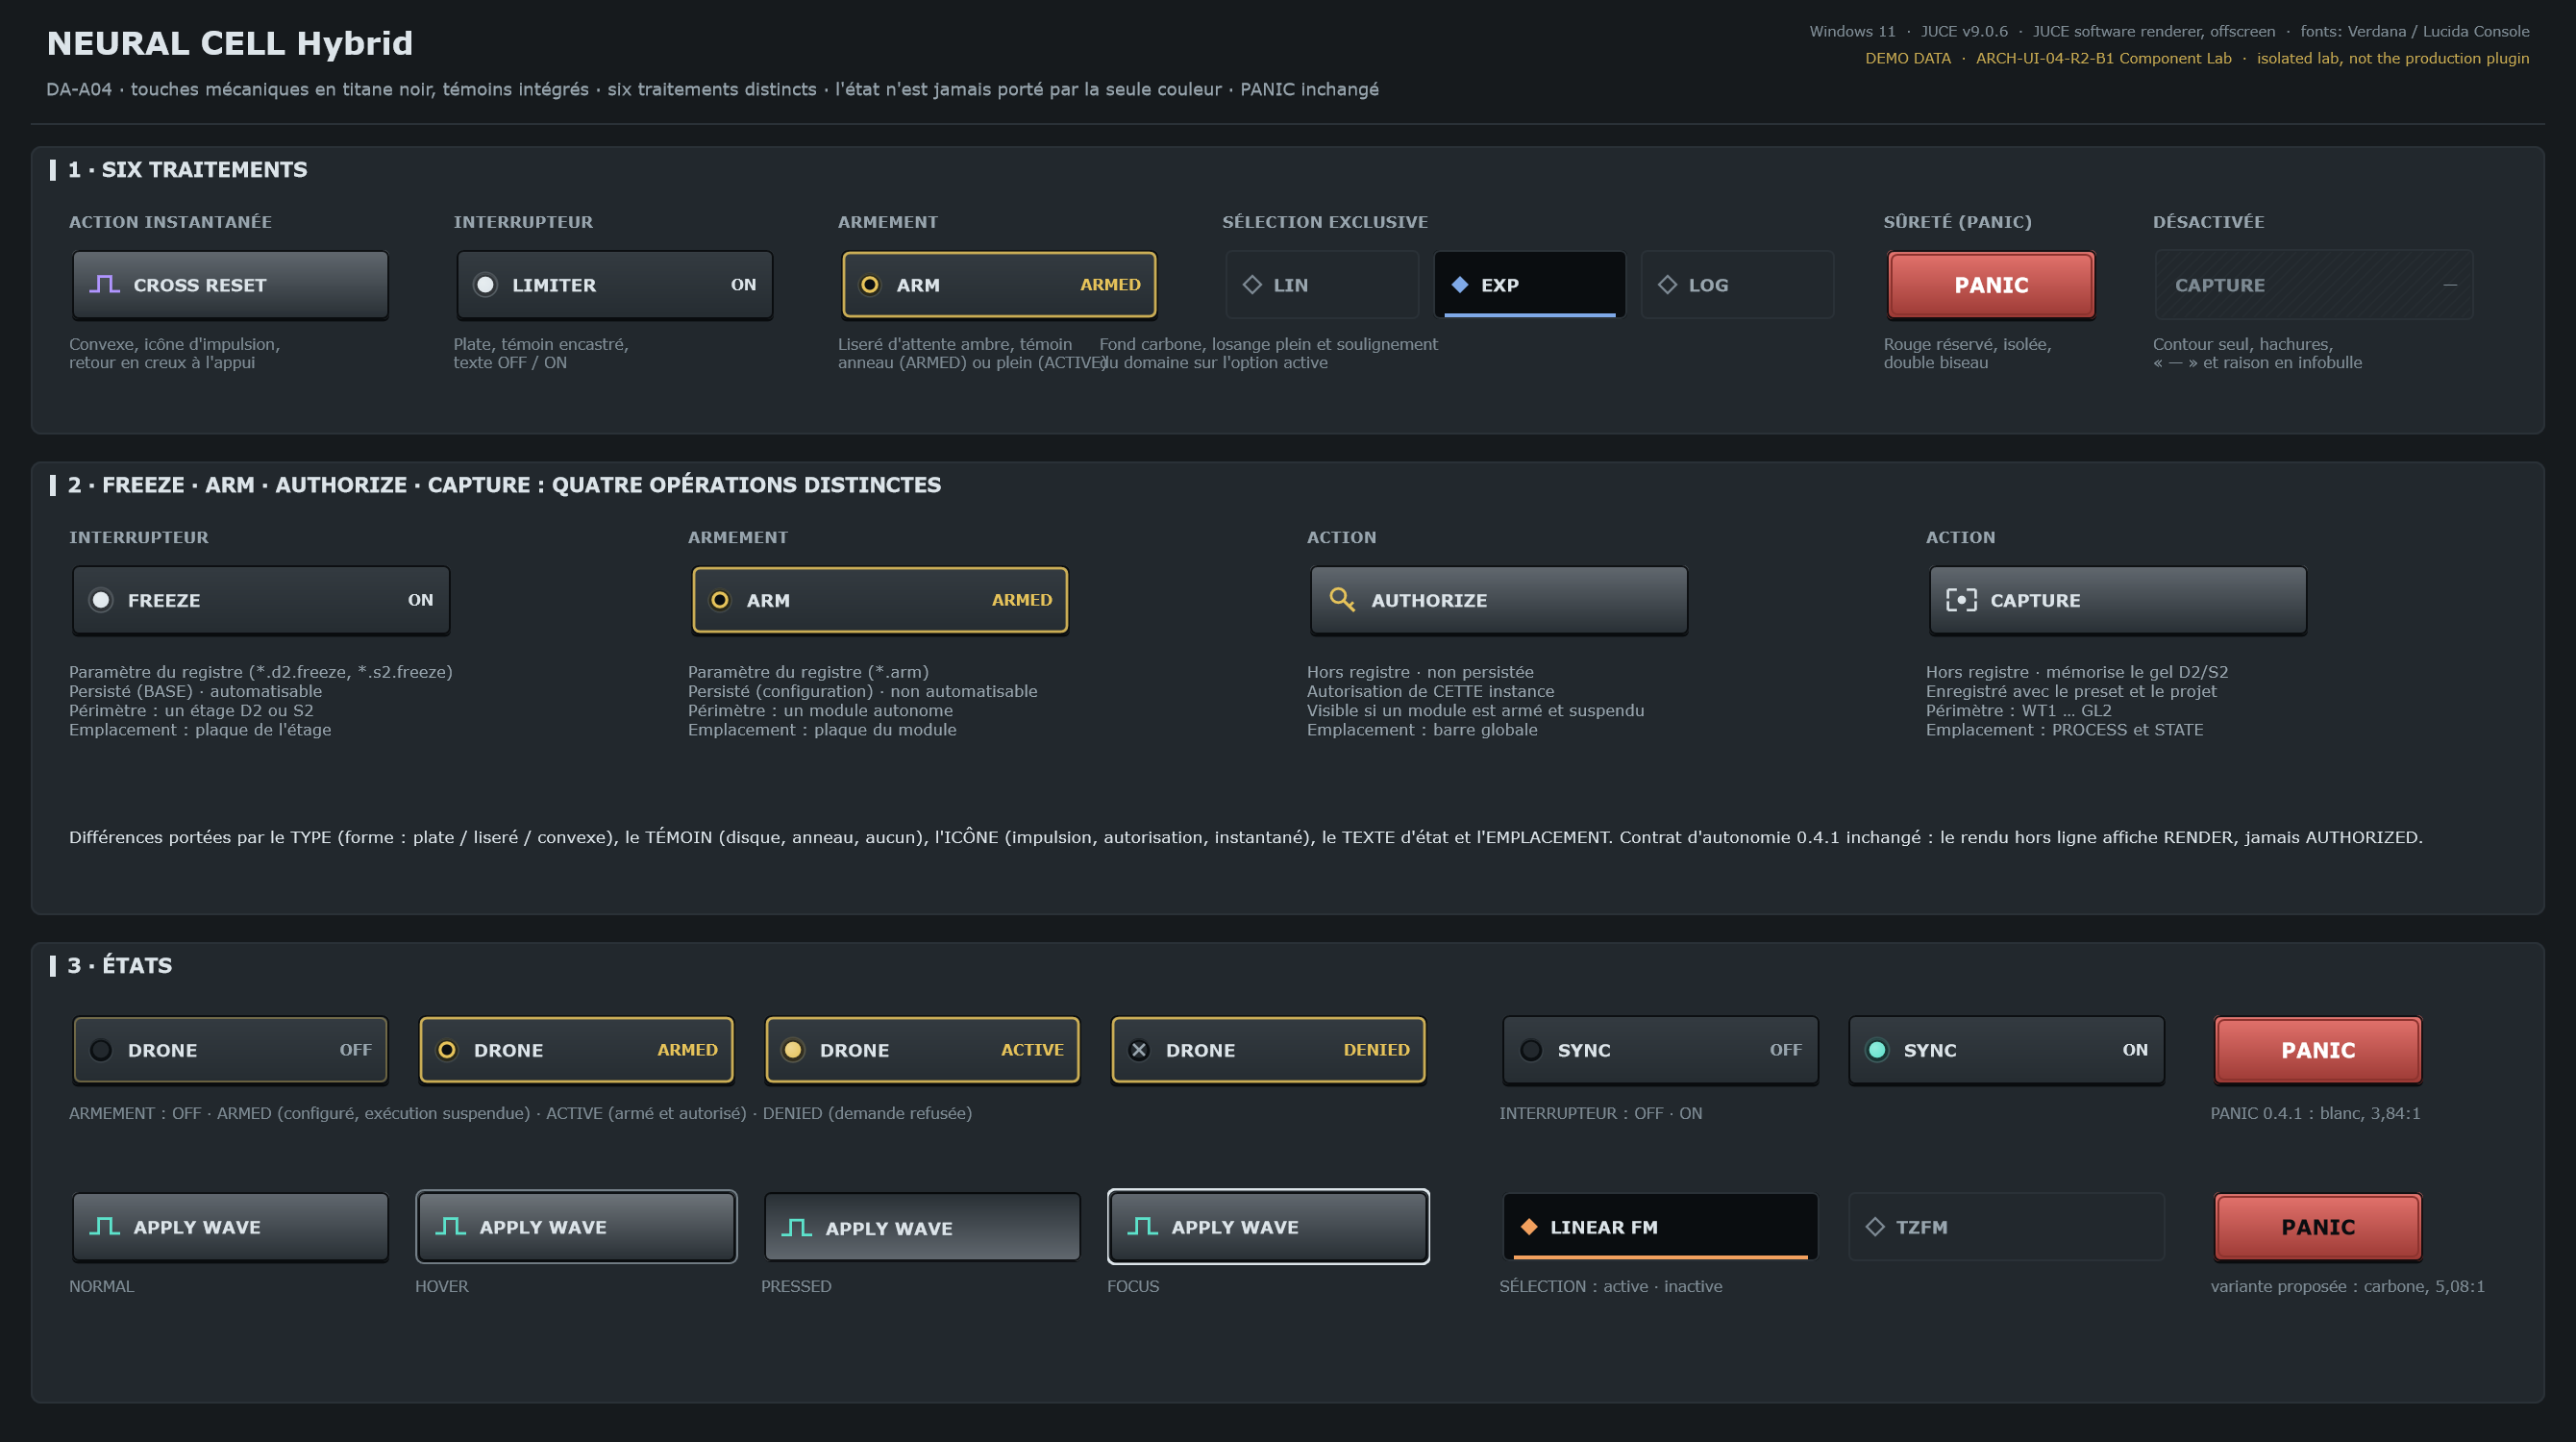 NEURAL CELL Hybrid
Windows 11 · JUCE v9.0.6 · JUCE software renderer, offscreen · fonts: Verdana / Lucida Console
DEMO DATA · ARCH-UI-04-R2-B1 Component Lab · isolated lab, not the production plugin
DA-A04 · touches mécaniques en titane noir, témoins intégrés · six traitements distincts · l'état n'est jamais porté par la seule couleur · PANIC inchangé
1 · SIX TRAITEMENTS
ACTION INSTANTANÉE
CROSS RESET
Convexe, icône d'impulsion,
retour en creux à l'appui
INTERRUPTEUR
LIMITER ON
Plate, témoin encastré,
texte OFF / ON
ARMEMENT
ARM ARMED
Liseré d'attente ambre, témoin
anneau (ARMED) ou plein (ACTIVE)
SÉLECTION EXCLUSIVE
LIN EXP LOG
Fond carbone, losange plein et soulignement
du domaine sur l'option active
SÛRETÉ (PANIC)
PANIC
Rouge réservé, isolée,
double biseau
DÉSACTIVÉE
CAPTURE —
Contour seul, hachures,
« — » et raison en infobulle
2 · FREEZE · ARM · AUTHORIZE · CAPTURE : QUATRE OPÉRATIONS DISTINCTES
INTERRUPTEUR
FREEZE ON
Paramètre du registre (*.d2.freeze, *.s2.freeze)
Persisté (BASE) · automatisable
Périmètre : un étage D2 ou S2
Emplacement : plaque de l'étage
ARMEMENT
ARM ARMED
Paramètre du registre (*.arm)
Persisté (configuration) · non automatisable
Périmètre : un module autonome
Emplacement : plaque du module
ACTION
AUTHORIZE
Hors registre · non persistée
Autorisation de CETTE instance
Visible si un module est armé et suspendu
Emplacement : barre globale
ACTION
CAPTURE
Hors registre · mémorise le gel D2/S2
Enregistré avec le preset et le projet
Périmètre : WT1 … GL2
Emplacement : PROCESS et STATE
Différences portées par le TYPE (forme : plate / liseré / convexe), le TÉMOIN (disque, anneau, aucun), l'ICÔNE (impulsion, autorisation, instantané), le TEXTE d'état et l'EMPLACEMENT. Contrat d'autonomie 0.4.1 inchangé : le rendu hors ligne affiche RENDER, jamais AUTHORIZED.
3 · ÉTATS
DRONE OFF
DRONE ARMED
DRONE ACTIVE
DRONE DENIED
SYNC OFF
SYNC ON
PANIC
ARMEMENT : OFF · ARMED (configuré, exécution suspendue) · ACTIVE (armé et autorisé) · DENIED (demande refusée)
INTERRUPTEUR : OFF · ON
PANIC 0.4.1 : blanc, 3,84:1
APPLY WAVE
APPLY WAVE
APPLY WAVE
APPLY WAVE
LINEAR FM
TZFM
PANIC
NORMAL
HOVER
PRESSED
FOCUS
SÉLECTION : active · inactive
variante proposée : carbone, 5,08:1